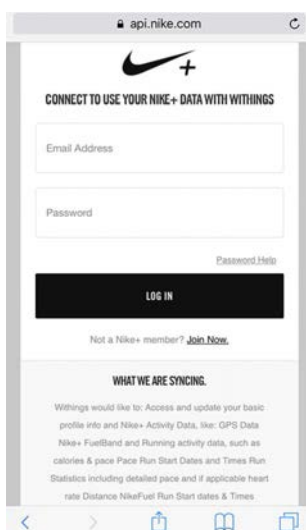 api.nike.com
+
CONNECT TO USE YOUR NIKE+ DATA WITH WITHINGS
Email Address
Password
Password Help
LOG IN
Not a Nike+ member? Join Now.
WHAT WE ARE SYNCING.
Withings would like to: Access and update your basic
profile info and Nike+ Activity Data, like: GPS Data
Nike+ FuelBand and Running activity data, such as
calories & pace Pace Run Start Dates and Times Run
Statistics including detailed pace and if applicable heart
rate Distance NikeFuel Run Start dates & Times